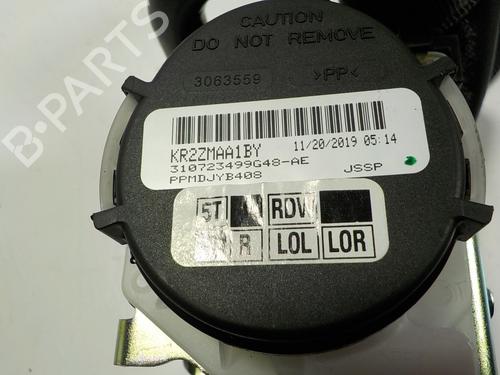 CAUTION
DO NOT REMOVE
3063559 >PP<
KR2ZMAA1BY 11/20/2019 05:14
310723499G48-AE JSSP
PPMDJYB408
5T RDW
R LOL LOR
B-PARTS